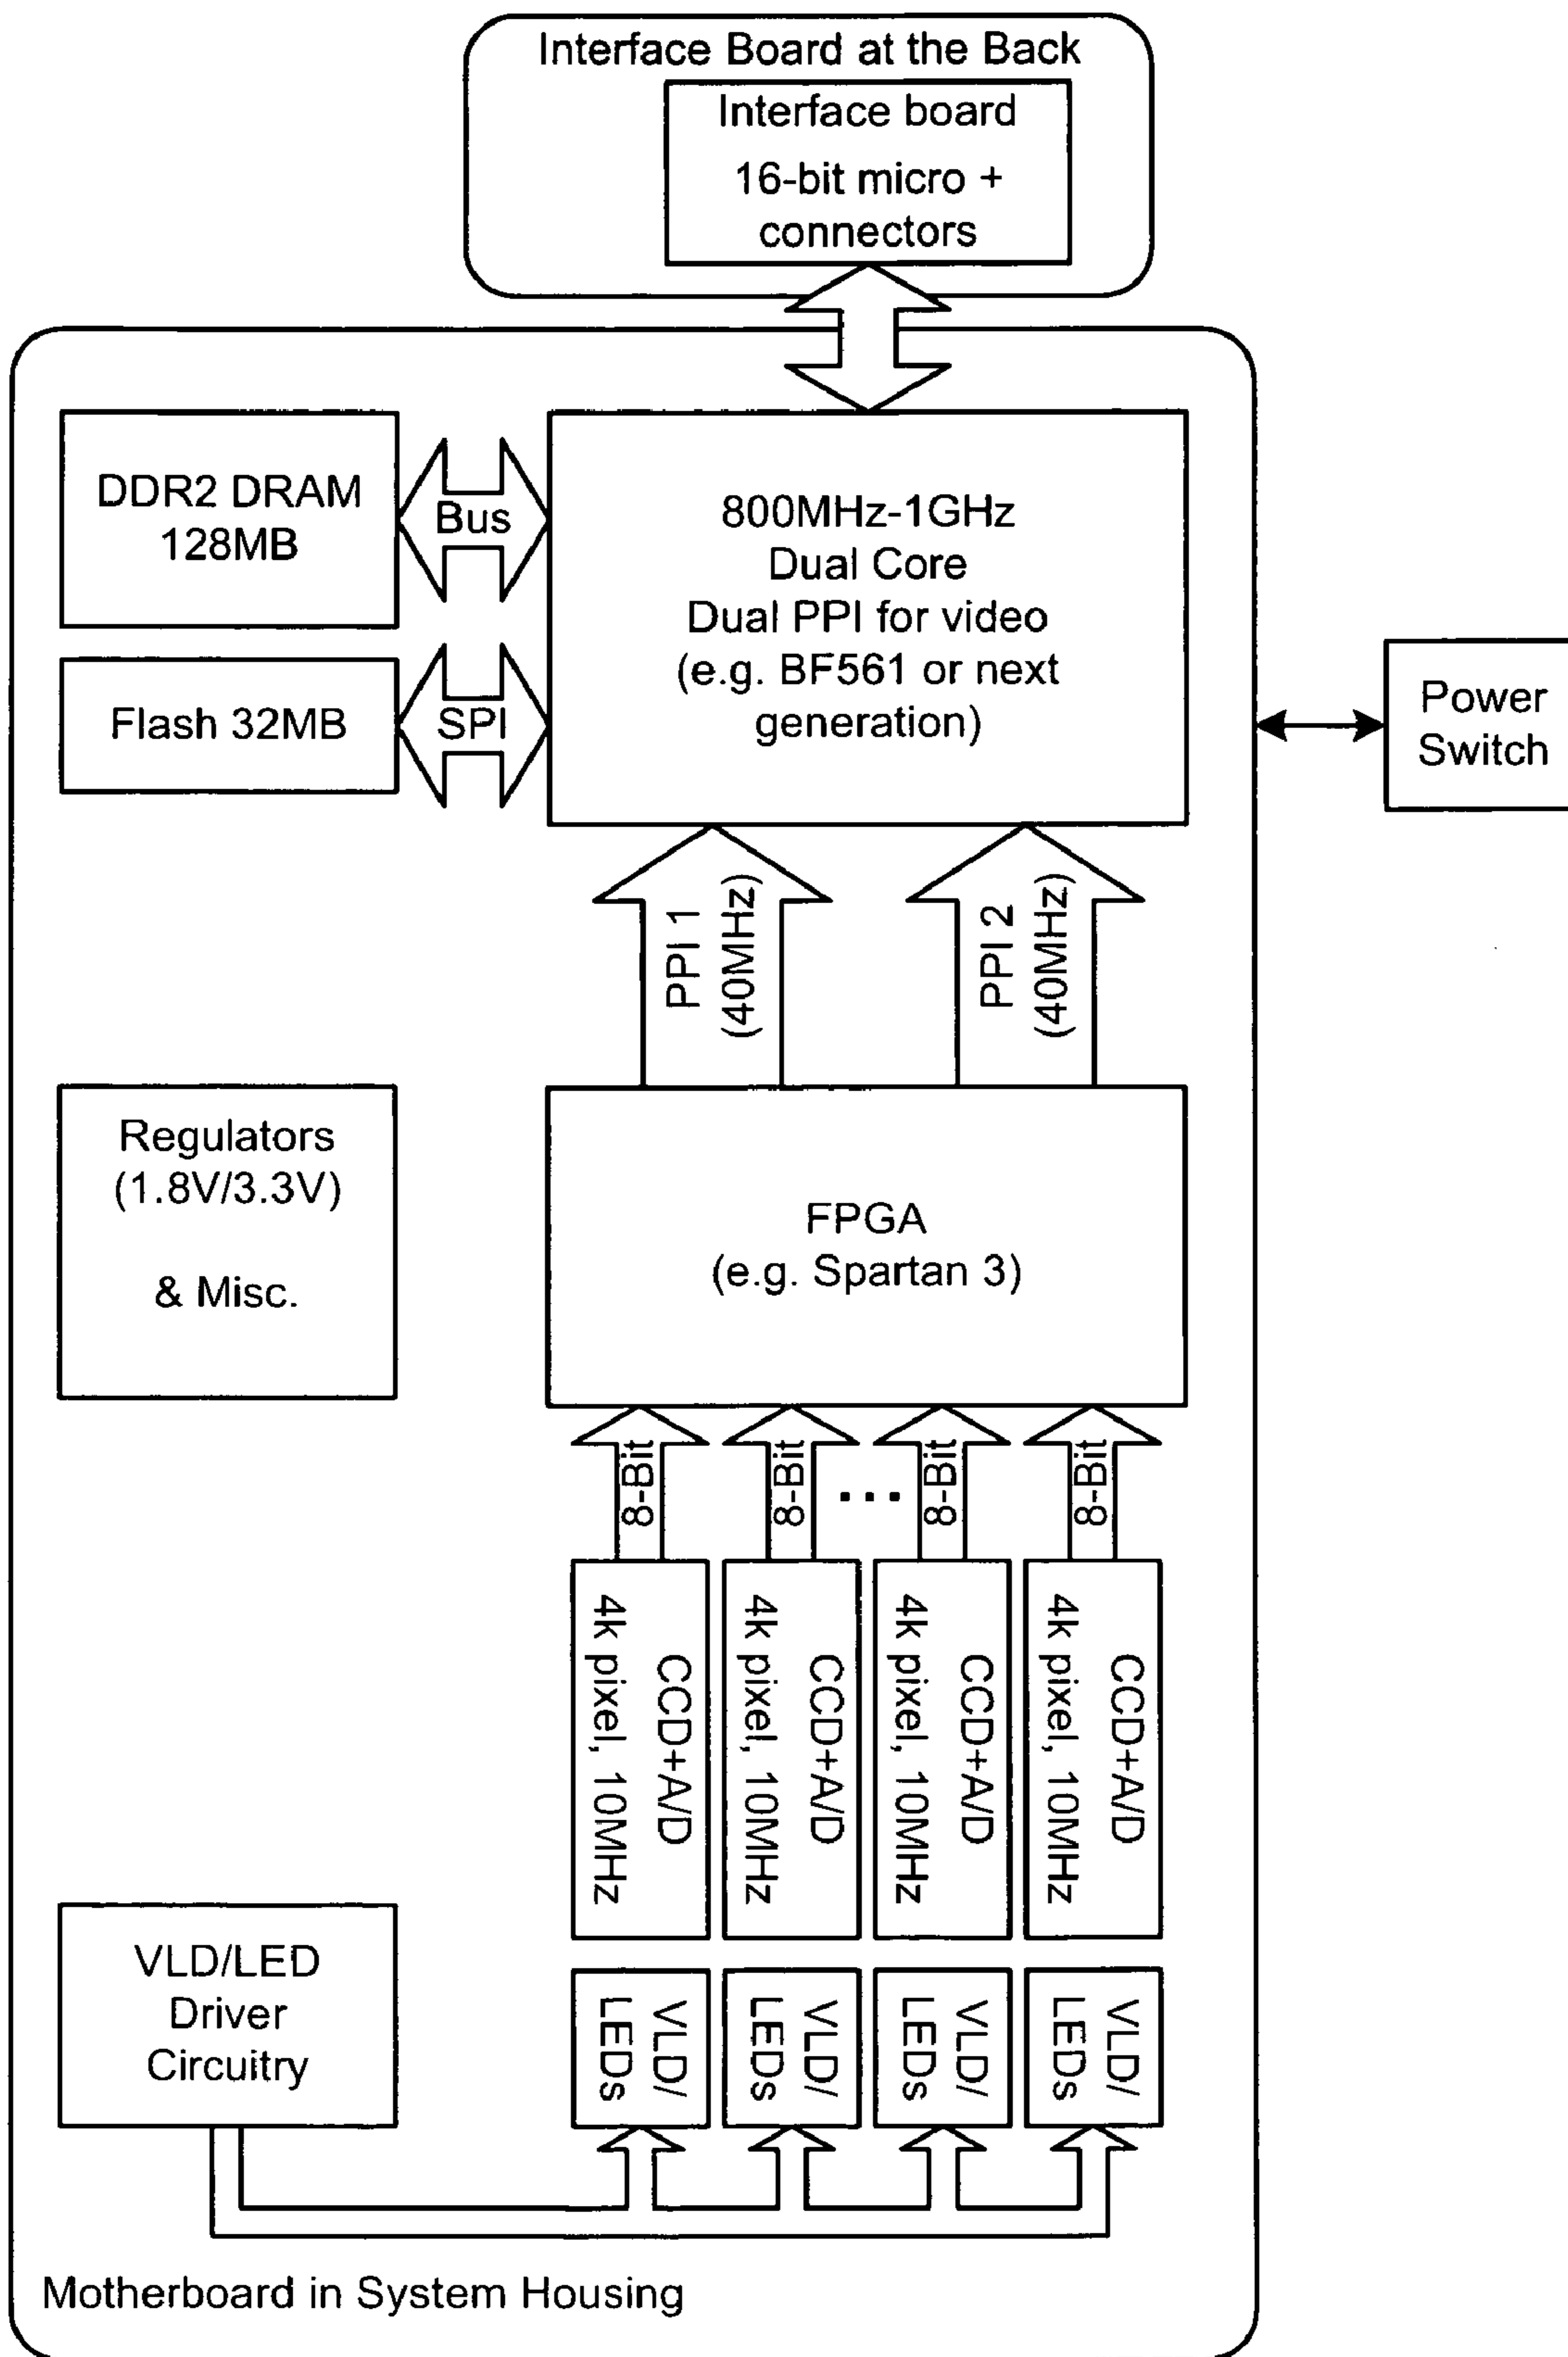 Interface Board at the Back
Interface board
16-bit micro +
connectors
DDR2 DRAM
128MB
Bus
800MHz-1GHz
Dual Core
Dual PPI for video
(e.g. BF561 or next
generation)
Flash 32MB
SPI
Power
Switch
PPI 1
(40MHz)
PPI 2
(40MHz)
Regulators
(1.8V/3.3V)
& Misc.
FPGA
(e.g. Spartan 3)
8-Bit
8-Bit
...
8-Bit
8-Bit
CCD+A/D
4k pixel, 10MHz
CCD+A/D
4k pixel, 10MHz
CCD+A/D
4k pixel, 10MHz
CCD+A/D
4k pixel, 10MHz
VLD/LED
Driver
Circuitry
VLD/
LEDs
VLD/
LEDs
VLD/
LEDs
VLD/
LEDs
Motherboard in System Housing